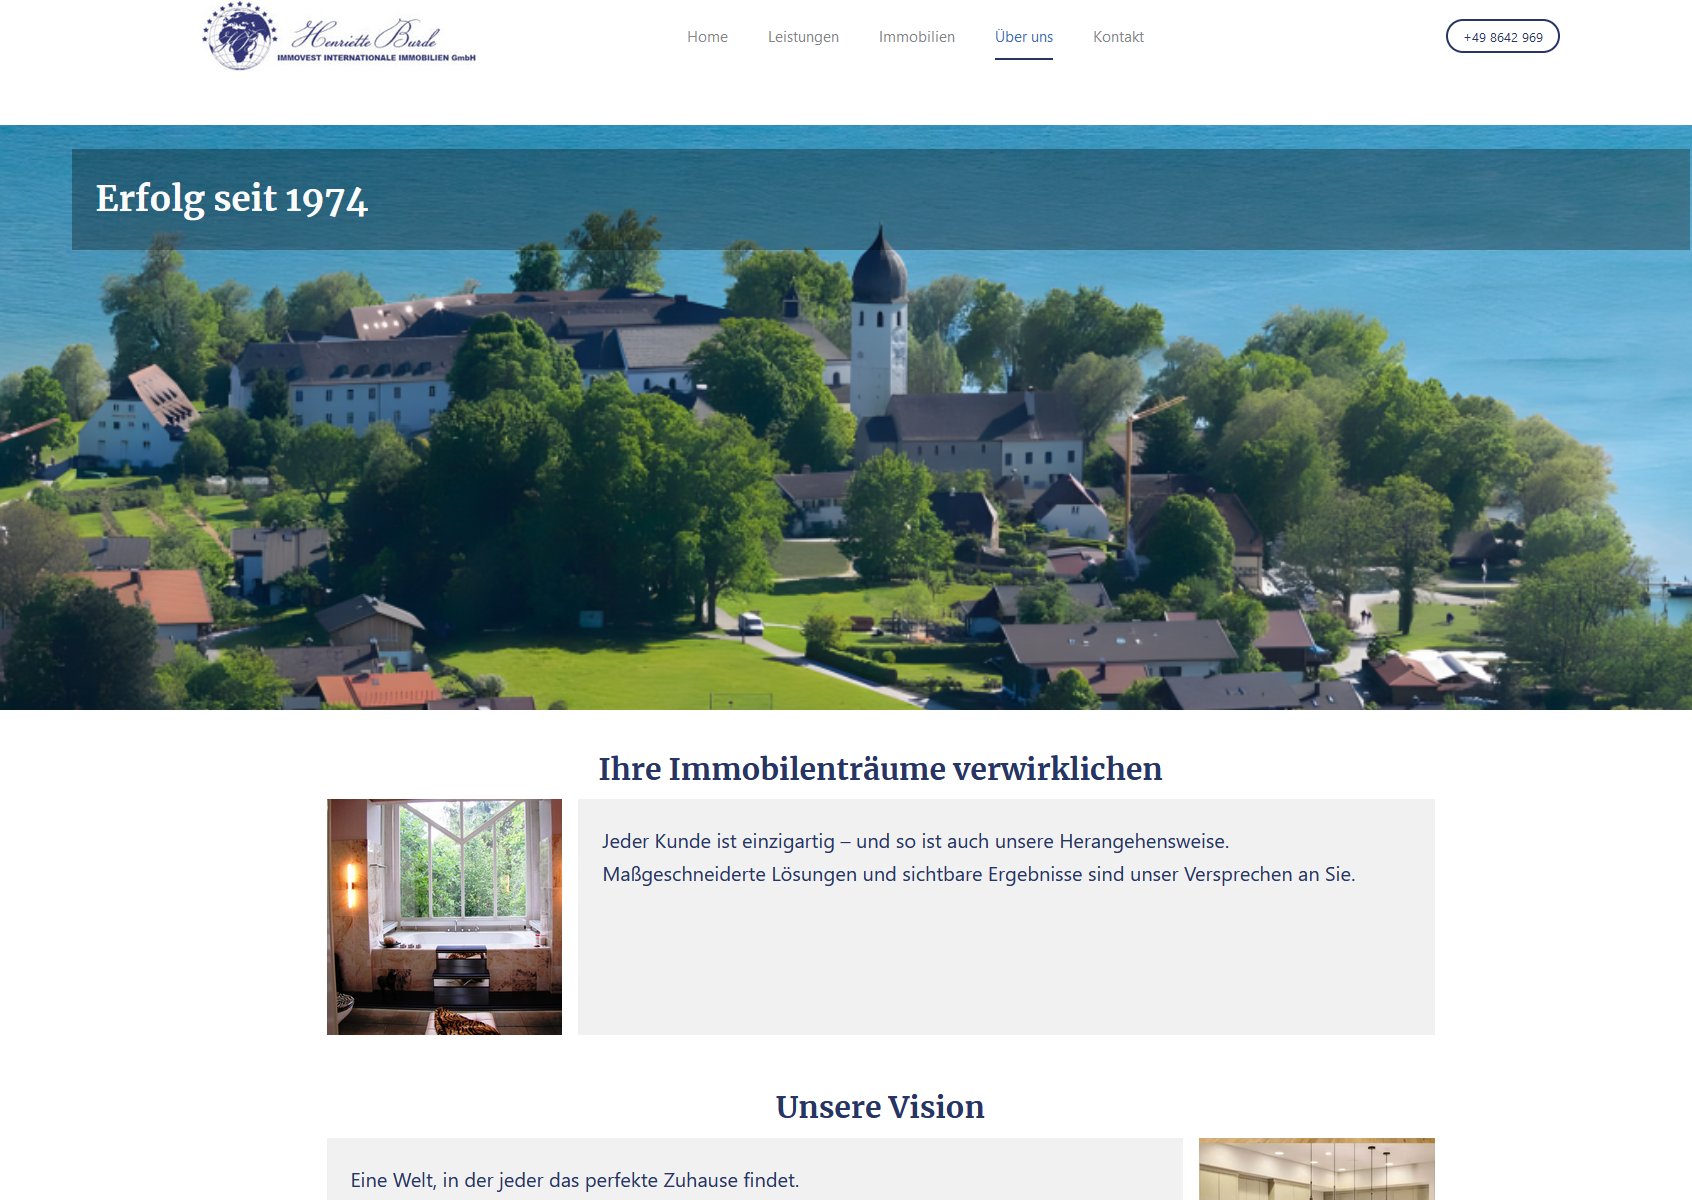 Henriette Burde
IMMOVEST INTERNATIONALE IMMOBILIEN GmbH
Home
Leistungen
Immobilien
Über uns
Kontakt
+49 8642 969
Erfolg seit 1974
Ihre Immobilenträume verwirklichen
Jeder Kunde ist einzigartig – und so ist auch unsere Herangehensweise.
Maßgeschneiderte Lösungen und sichtbare Ergebnisse sind unser Versprechen an Sie.
Unsere Vision
Eine Welt, in der jeder das perfekte Zuhause findet.